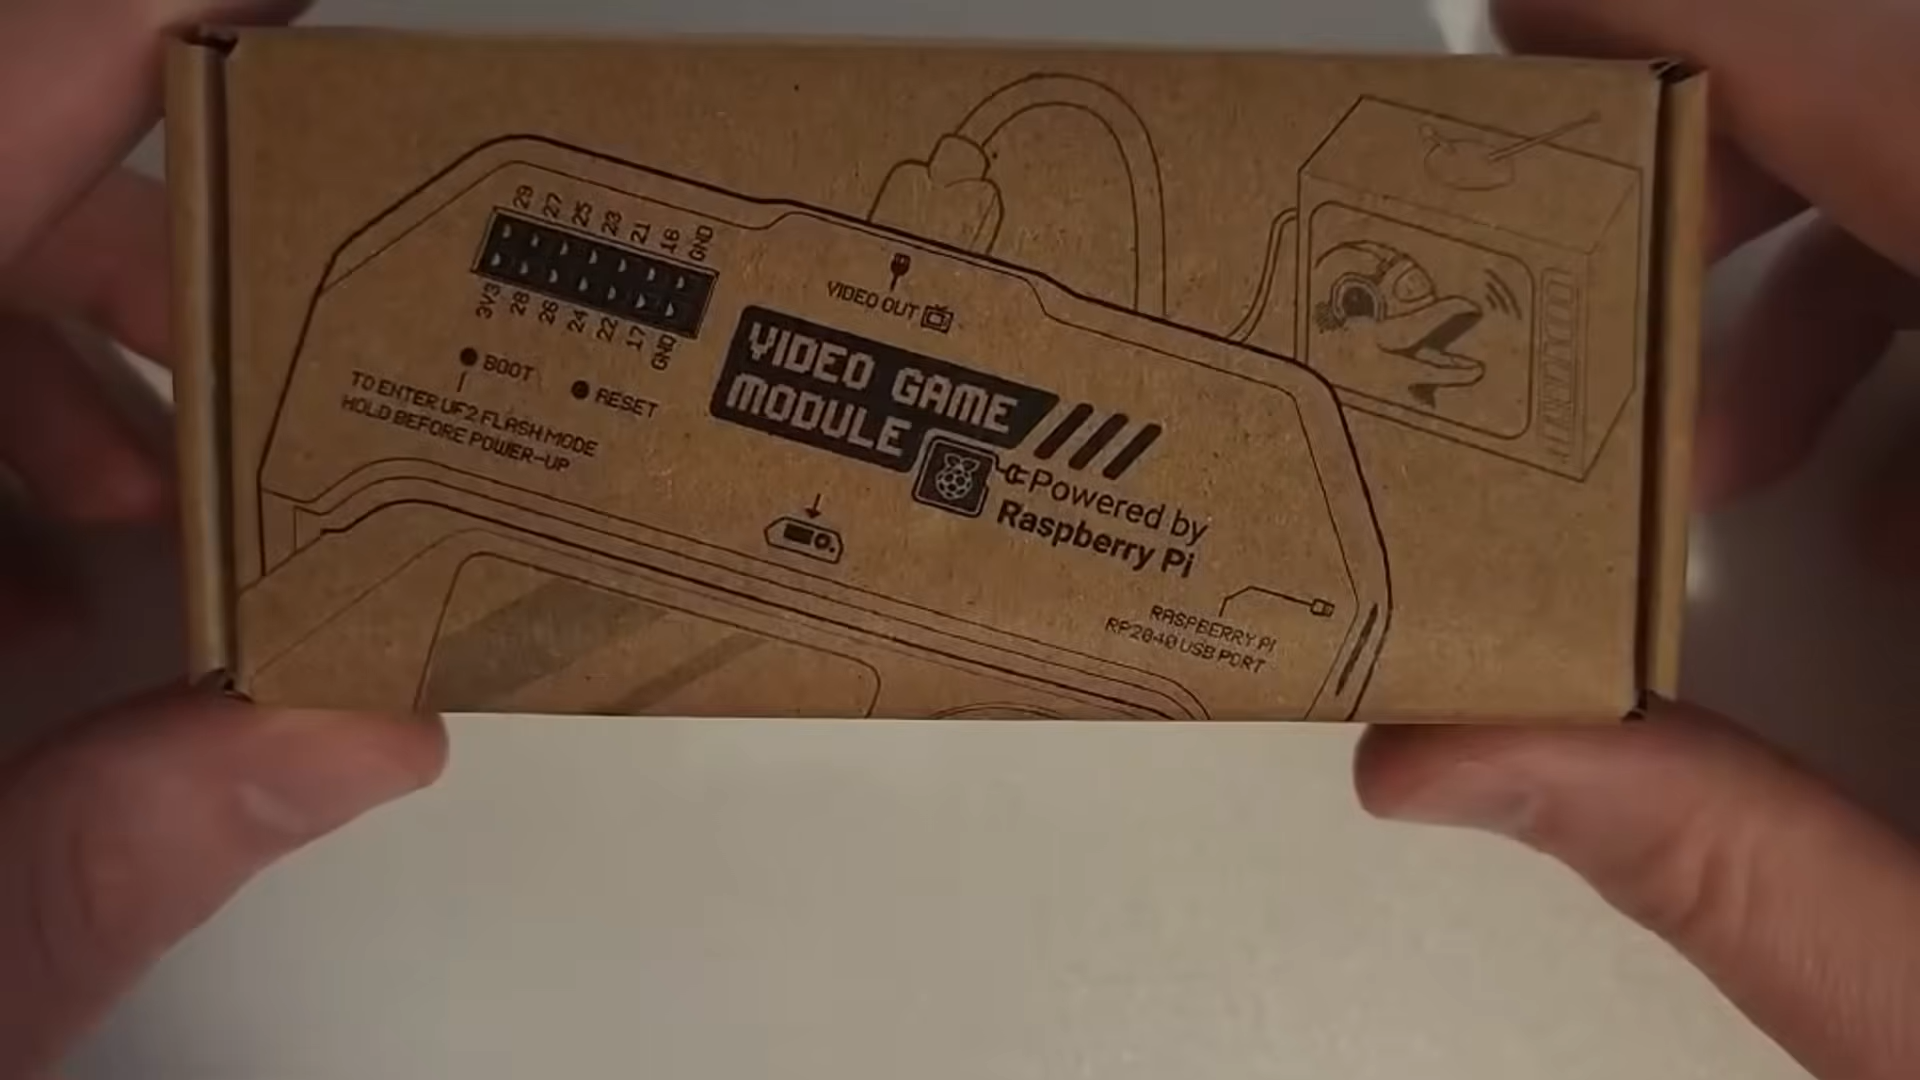 29 27 25 23 21 16 GND
3V3 28 26 24 22 17 GND
BOOT
RESET
TO ENTER UF2 FLASH MODE
HOLD BEFORE POWER-UP
VIDEO OUT
VIDEO GAME
MODULE
Powered by
Raspberry Pi
RASPBERRY PI
RP2040 USB PORT